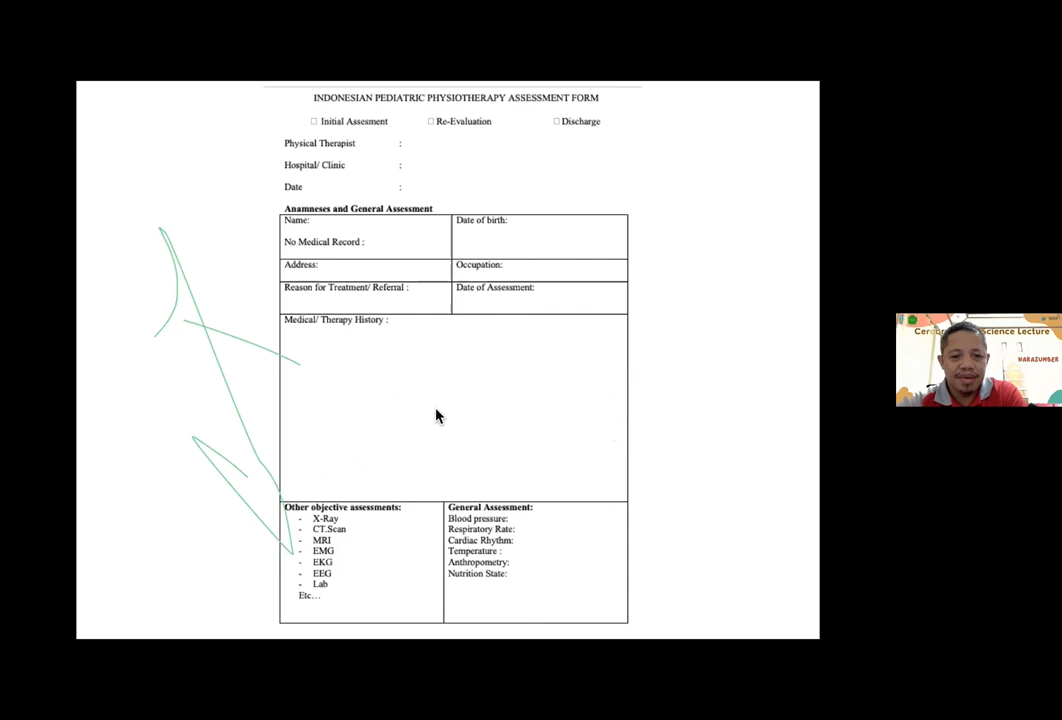 INDONESIAN PEDIATRIC PHYSIOTHERAPY ASSESSMENT FORM
☐ Initial Assesment ☐ Re-Evaluation ☐ Discharge
Physical Therapist :
Hospital/ Clinic :
Date :
Anamneses and General Assessment
Name: Date of birth:
No Medical Record :
Address: Occupation:
Reason for Treatment/ Referral : Date of Assessment:
Medical/ Therapy History :
Other objective assessments:
- X-Ray
- CT.Scan
- MRI
- EMG
- EKG
- EEG
- Lab
Etc…
General Assessment:
Blood pressure:
Respiratory Rate:
Cardiac Rhythm:
Temperature :
Anthropometry:
Nutrition State:
Science Lecture
NARASUMBER